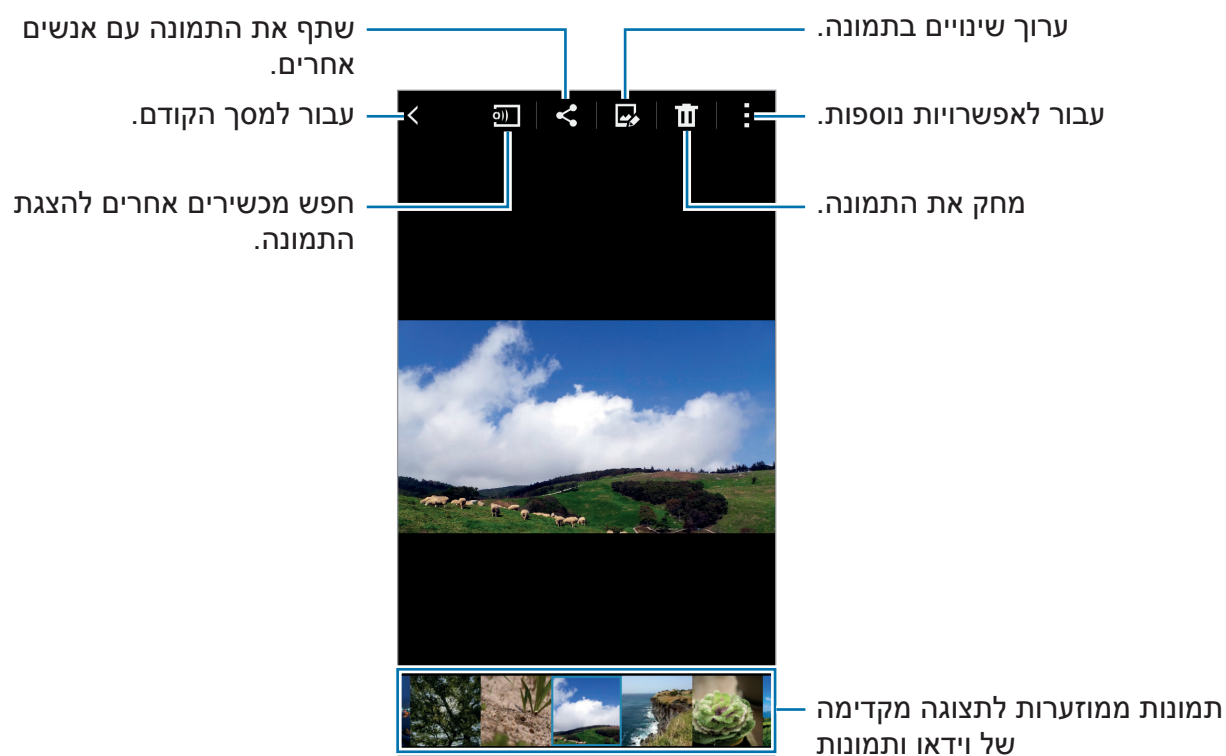 שתף את התמונה עם אנשים
אחרים.
ערוך שינויים בתמונה.
עבור למסך הקודם.
עבור לאפשרויות נוספות.
חפש מכשירים אחרים להצגת
התמונה.
מחק את התמונה.
תמונות ממוזערות לתצוגה מקדימה
של וידאו ותמונות